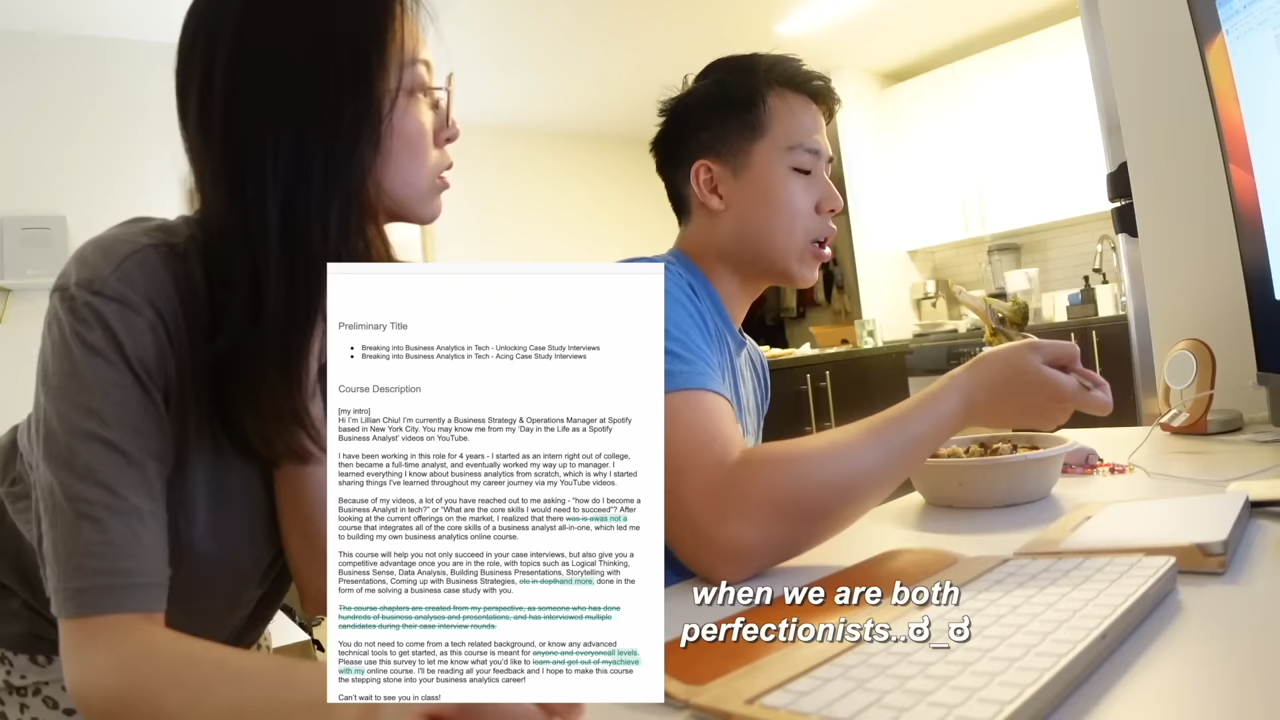 Preliminary Title
● Breaking into Business Analytics in Tech - Unlocking Case Study Interviews
● Breaking into Business Analytics in Tech - Acing Case Study Interviews
Course Description
[my intro]
Hi I'm Lillian Chiu! I'm currently a Business Strategy & Operations Manager at Spotify
based in New York City. You may know me from my 'Day in the Life as a Spotify
Business Analyst' videos on YouTube.
I have been working in this role for 4 years - I started as an intern right out of college,
then became a full-time analyst, and eventually worked my way up to manager. I
learned everything I know about business analytics from scratch, which is why I started
sharing things I've learned throughout my career journey via my YouTube videos.
Because of my videos, a lot of you have reached out to me asking - "how do I become a
Business Analyst in tech?" or "What are the core skills I would need to succeed"? After
looking at the current offerings on the market, I realized that there was is awas not a
course that integrates all of the core skills of a business analyst all-in-one, which led me
to building my own business analytics online course.
This course will help you not only succeed in your case interviews, but also give you a
competitive advantage once you are in the role, with topics such as Logical Thinking,
Business Sense, Data Analysis, Building Business Presentations, Storytelling with
Presentations, Coming up with Business Strategies, etc in depthand more, done in the
form of me solving a business case study with you.
The course chapters are created from my perspective, as someone who has done
hundreds of business analyses and presentations, and has interviewed multiple
candidates during their case interview rounds.
You do not need to come from a tech related background, or know any advanced
technical tools to get started, as this course is meant for anyone and everyoneall levels.
Please use this survey to let me know what you'd like to learn and get out of myachieve
with my online course. I'll be reading all your feedback and I hope to make this course
the stepping stone into your business analytics career!
Can't wait to see you in class!
when we are both
perfectionists..ಠ_ಠ